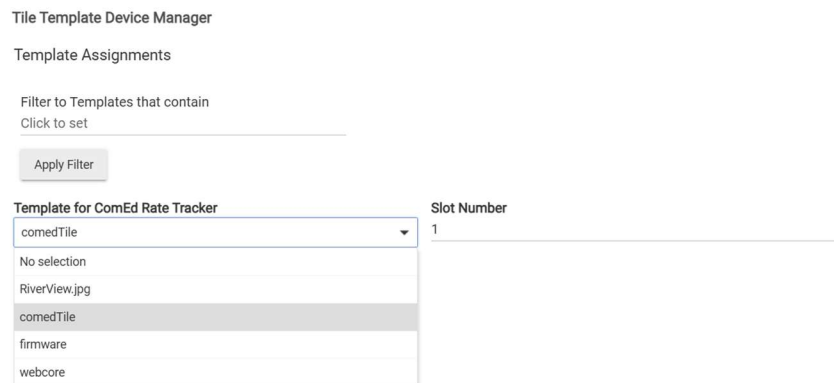 Tile Template Device Manager
Template Assignments
Filter to Templates that contain
Click to set
Apply Filter
Template for ComEd Rate Tracker
Slot Number
comedTile
1
No selection
RiverView.jpg
comedTile
firmware
webcore